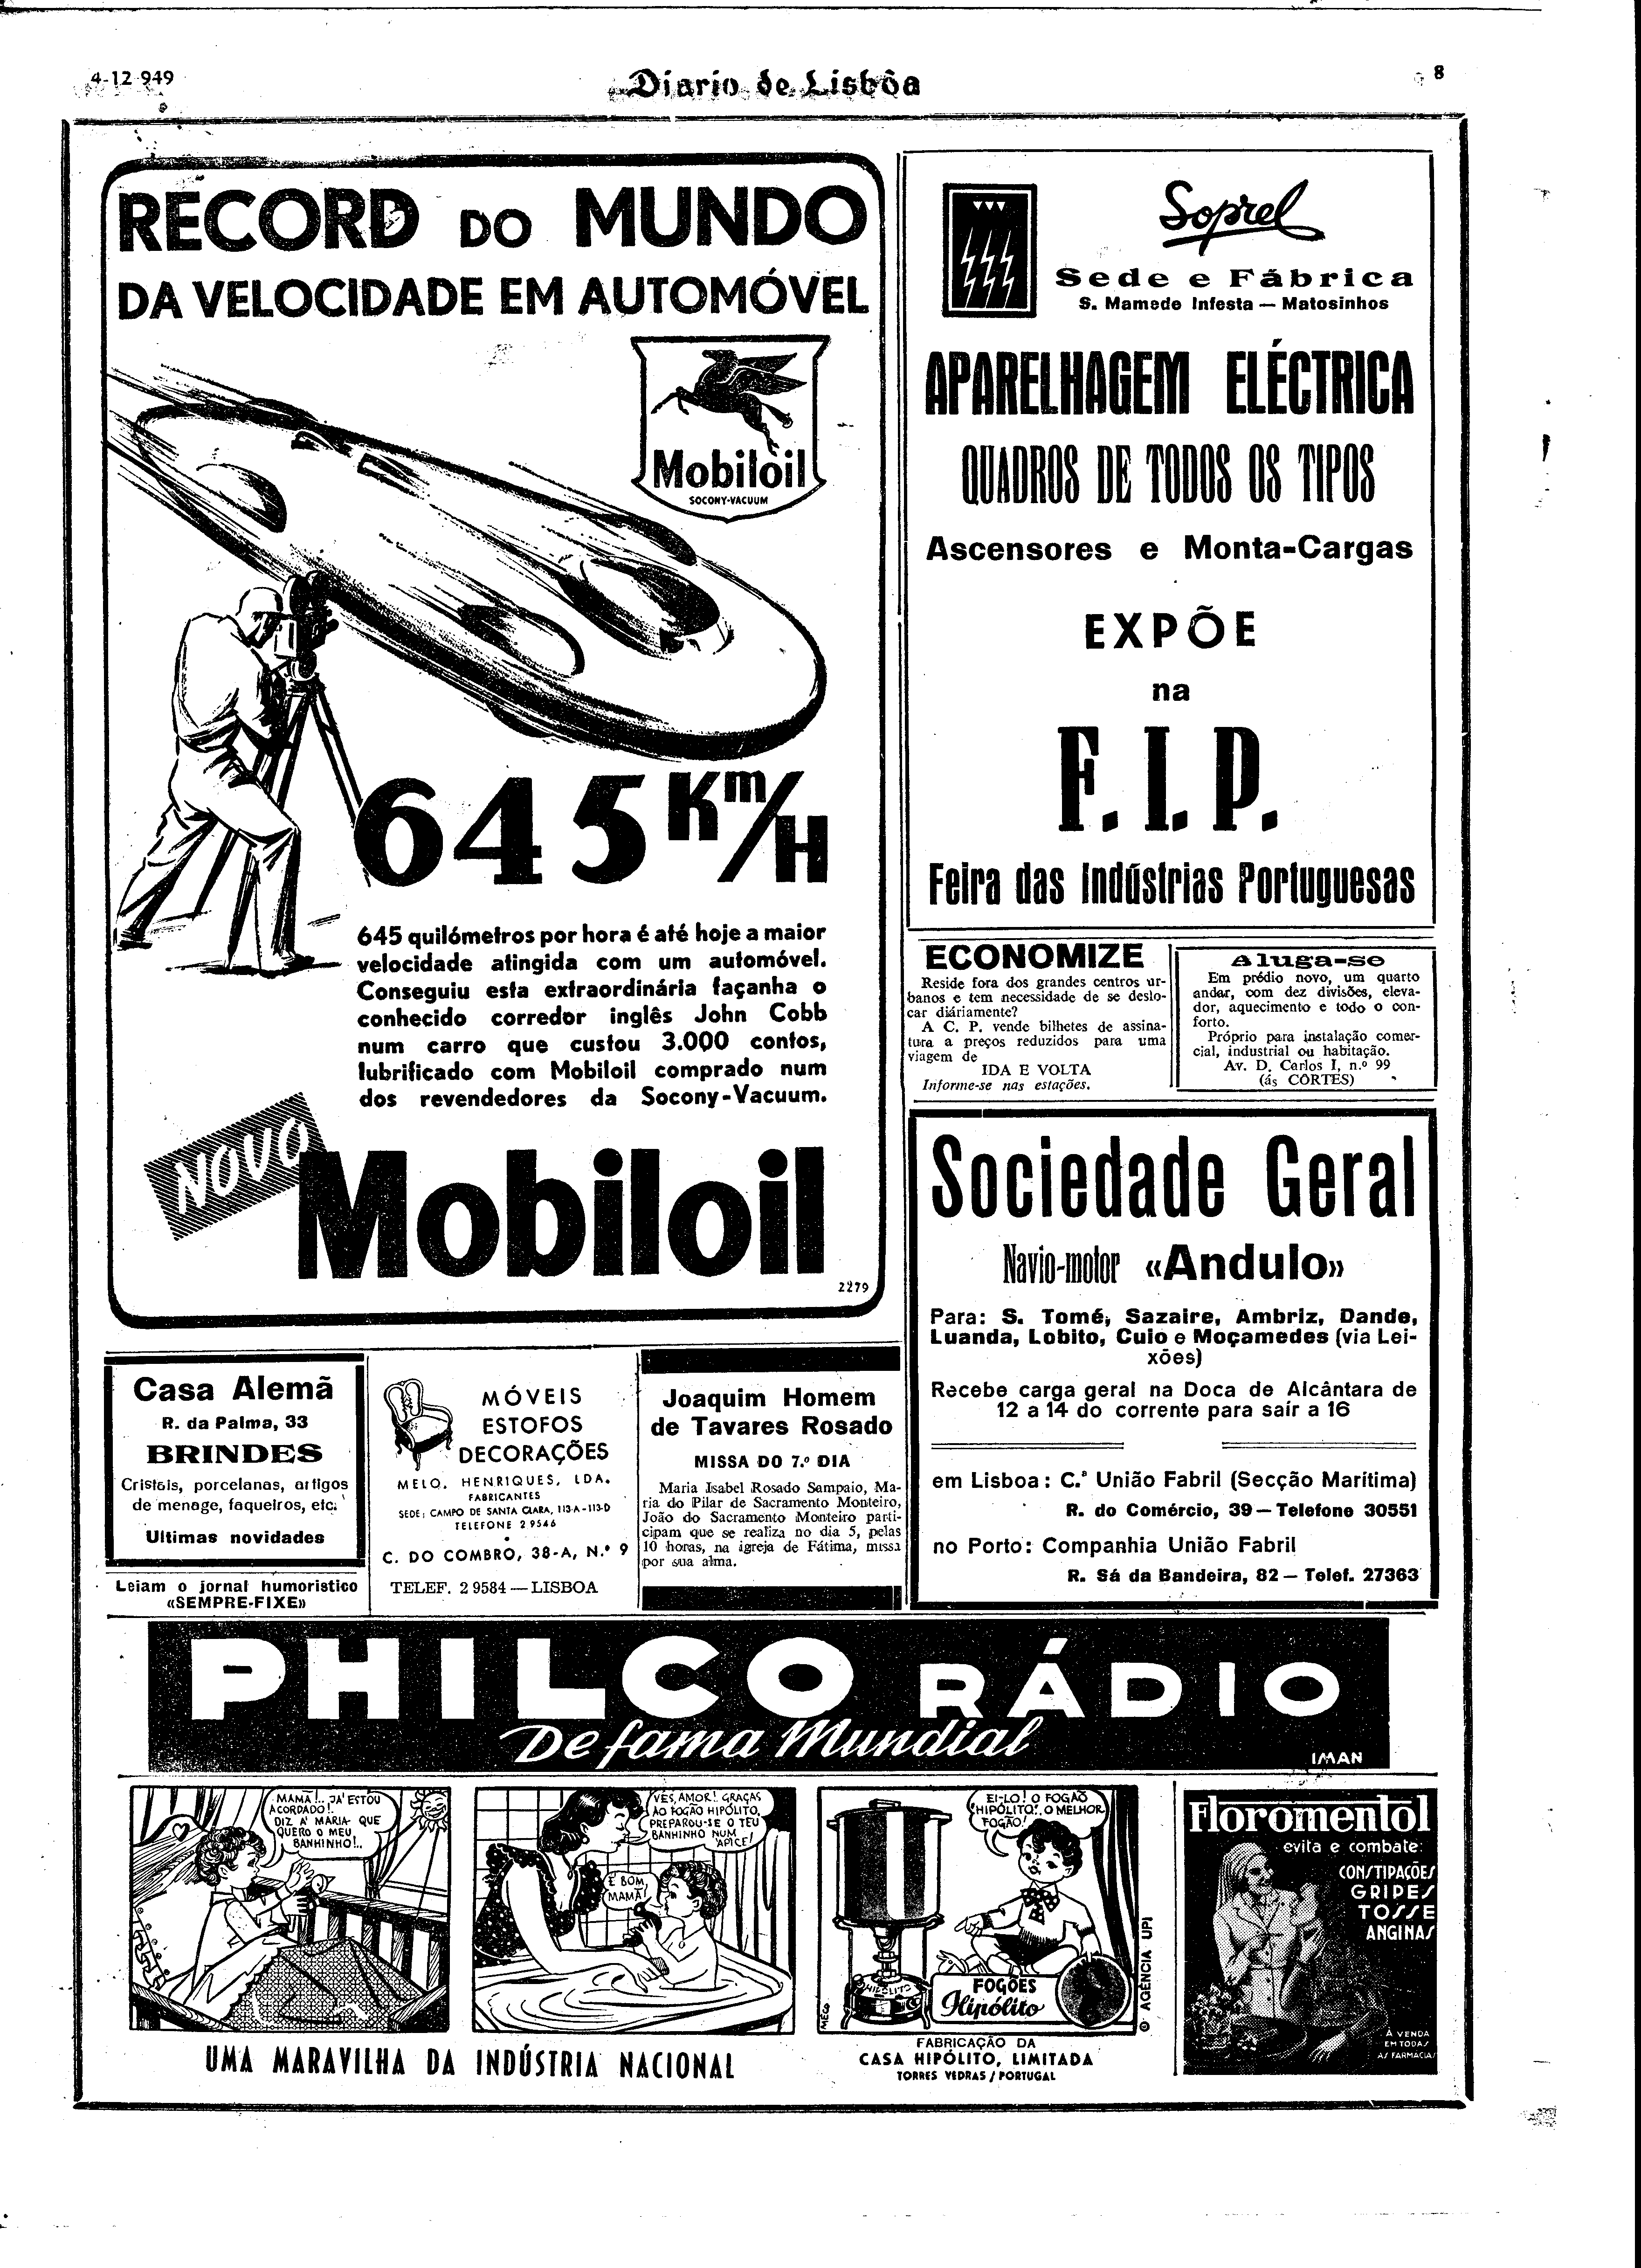 4-12-949
Diario de Lisbôa
8
RECORD DO MUNDO
DA VELOCIDADE EM AUTOMÓVEL
Mobiloil
SOCONY-VACUUM
645 Km/H
645 quilómetros por hora é até hoje a maior
velocidade atingida com um automóvel.
Conseguiu esta extraordinária façanha o
conhecido corredor inglês John Cobb
num carro que custou 3.000 contos,
lubrificado com Mobiloil comprado num
dos revendedores da Socony-Vacuum.
NOVO
Mobiloil
2279
Soprel
Sede e Fábrica
S. Mamede Infesta — Matosinhos
APARELHAGEM ELÉCTRICA
QUADROS DE TODOS OS TIPOS
Ascensores e Monta-Cargas
EXPÕE
na
F. I. P.
Feira das Indústrias Portuguesas
ECONOMIZE
Reside fora dos grandes centros ur-
banos e tem necessidade de se deslo-
car diáriamente?
A C. P. vende bilhetes de assina-
tura a preços reduzidos para uma
viagem de
IDA E VOLTA
Informe-se nas estações.
Aluga-se
Em prédio novo, um quarto
andar, com dez divisões, eleva-
dor, aquecimento e todo o con-
forto.
Próprio para instalação comer-
cial, industrial ou habitação.
Av. D. Carlos I, n.º 99
(ás CORTES)
Sociedade Geral
Navio-motor «Andulo»
Para: S. Tomé, Sazaire, Ambriz, Dande,
Luanda, Lobito, Cuio e Moçamedes (via Lei-
xões)
Recebe carga geral na Doca de Alcântara de
12 a 14 do corrente para saír a 16
em Lisboa: C.ª União Fabril (Secção Marítima)
R. do Comércio, 39 — Telefone 30551
no Porto: Companhia União Fabril
R. Sá da Bandeira, 82 — Telef. 27363
Casa Alemã
R. da Palma, 33
BRINDES
Cristais, porcelanas, artigos
de menage, faqueiros, etc.
Ultimas novidades
Leiam o jornal humoristico
«SEMPRE-FIXE»
MÓVEIS
ESTOFOS
DECORAÇÕES
MELO, HENRIQUES, LDA.
FABRICANTES
SEDE: CAMPO DE SANTA CLARA, 113-A-113-D
TELEFONE 2 9546
C. DO COMBRO, 38-A, N.º 9
TELEF. 2 9584 — LISBOA
Joaquim Homem
de Tavares Rosado
MISSA DO 7.º DIA
Maria Isabel Rosado Sampaio, Ma-
ria do Pilar de Sacramento Monteiro,
João do Sacramento Monteiro parti-
cipam que se realiza no dia 5, pelas
10 horas, na igreja de Fátima, missa
por sua alma.
PHILCO RÁDIO
De fama Mundial
IMAN
MAMÃ!.. JÁ ESTOU
ACORDADO!.
DIZ À MARIA QUE
QUERO O MEU
BANHINHO!..
VÊS, AMOR! GRAÇAS
AO FOGÃO HIPÓLITO,
PREPAROU-SE O TEU
BANHINHO NUM
ÁPICE!
É BOM,
MAMÃ!
EI-LO! O FOGÃO
HIPÓLITO!. O MELHOR
FOGÃO!
HIPÓLITO
FOGÕES
Hipólito
MÉCO
© AGÊNCIA UPI
UMA MARAVILHA DA INDÚSTRIA NACIONAL
FABRICAÇÃO DA
CASA HIPÓLITO, LIMITADA
TORRES VEDRAS / PORTUGAL
Floromentol
evita e combate:
CONSTIPAÇÕES
GRIPES
TOSSE
ANGINAS
À VENDA
EM TODAS
AS FARMACIAS